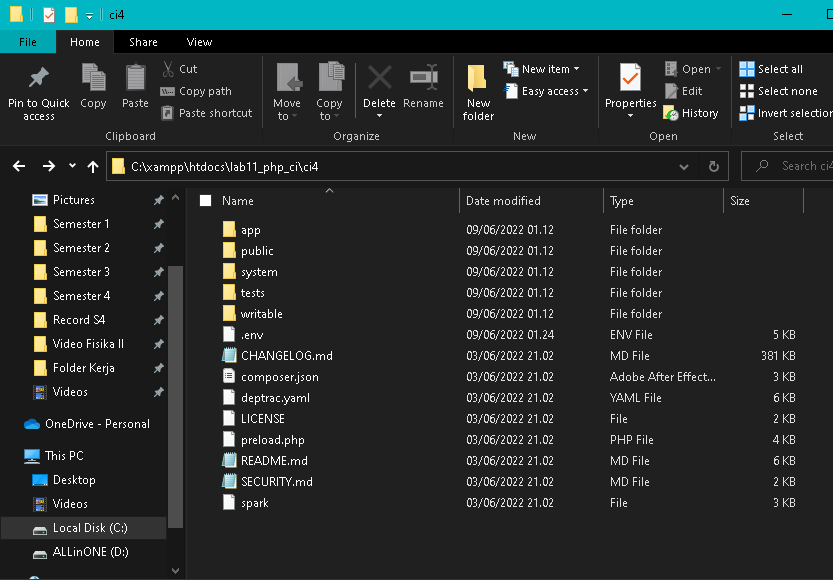 ci4
File Home Share View
Pin to Quick access
Copy
Paste
Cut
Copy path
Paste shortcut
Clipboard
Move to
Copy to
Delete
Rename
Organize
New folder
New item
Easy access
New
Properties
Open
Edit
History
Open
Select all
Select none
Invert selection
Select
C:\xampp\htdocs\lab11_php_ci\ci4
Search ci4
Pictures
Semester 1
Semester 2
Semester 3
Semester 4
Record S4
Video Fisika II
Folder Kerja
Videos
OneDrive - Personal
This PC
Desktop
Videos
Local Disk (C:)
ALLinONE (D:)
Name Date modified Type Size
app 09/06/2022 01.12 File folder
public 09/06/2022 01.12 File folder
system 09/06/2022 01.12 File folder
tests 09/06/2022 01.12 File folder
writable 09/06/2022 01.12 File folder
.env 09/06/2022 01.24 ENV File 5 KB
CHANGELOG.md 03/06/2022 21.02 MD File 381 KB
composer.json 03/06/2022 21.02 Adobe After Effect... 3 KB
deptrac.yaml 03/06/2022 21.02 YAML File 6 KB
LICENSE 03/06/2022 21.02 File 2 KB
preload.php 03/06/2022 21.02 PHP File 4 KB
README.md 03/06/2022 21.02 MD File 6 KB
SECURITY.md 03/06/2022 21.02 MD File 2 KB
spark 03/06/2022 21.02 File 3 KB